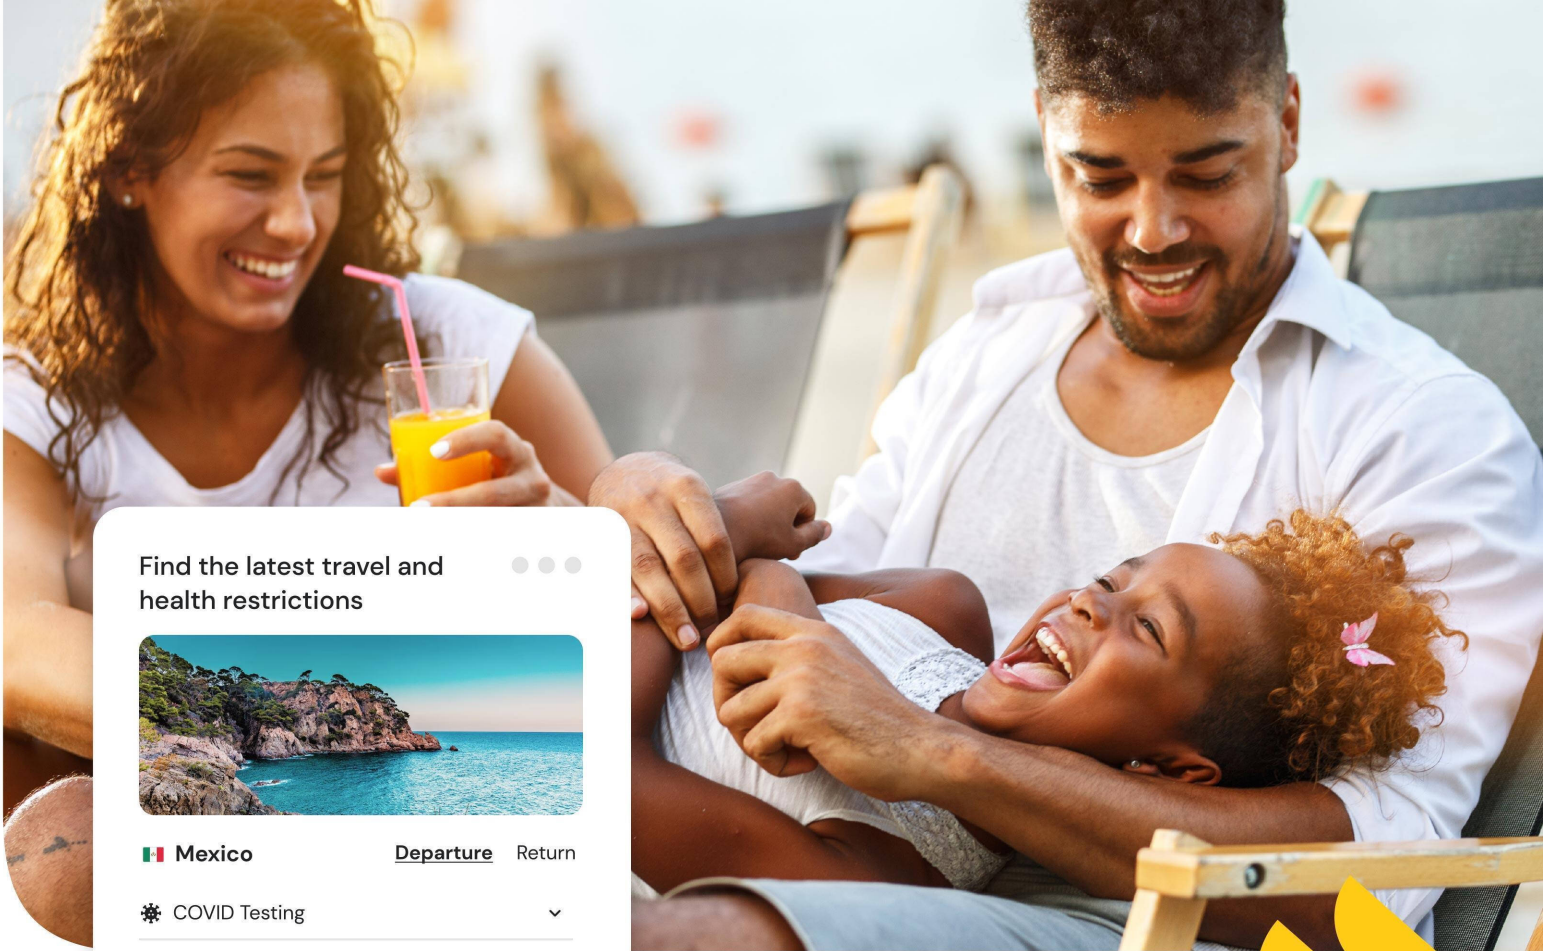 Find the latest travel and
health restrictions
Mexico
Departure
Return
COVID Testing